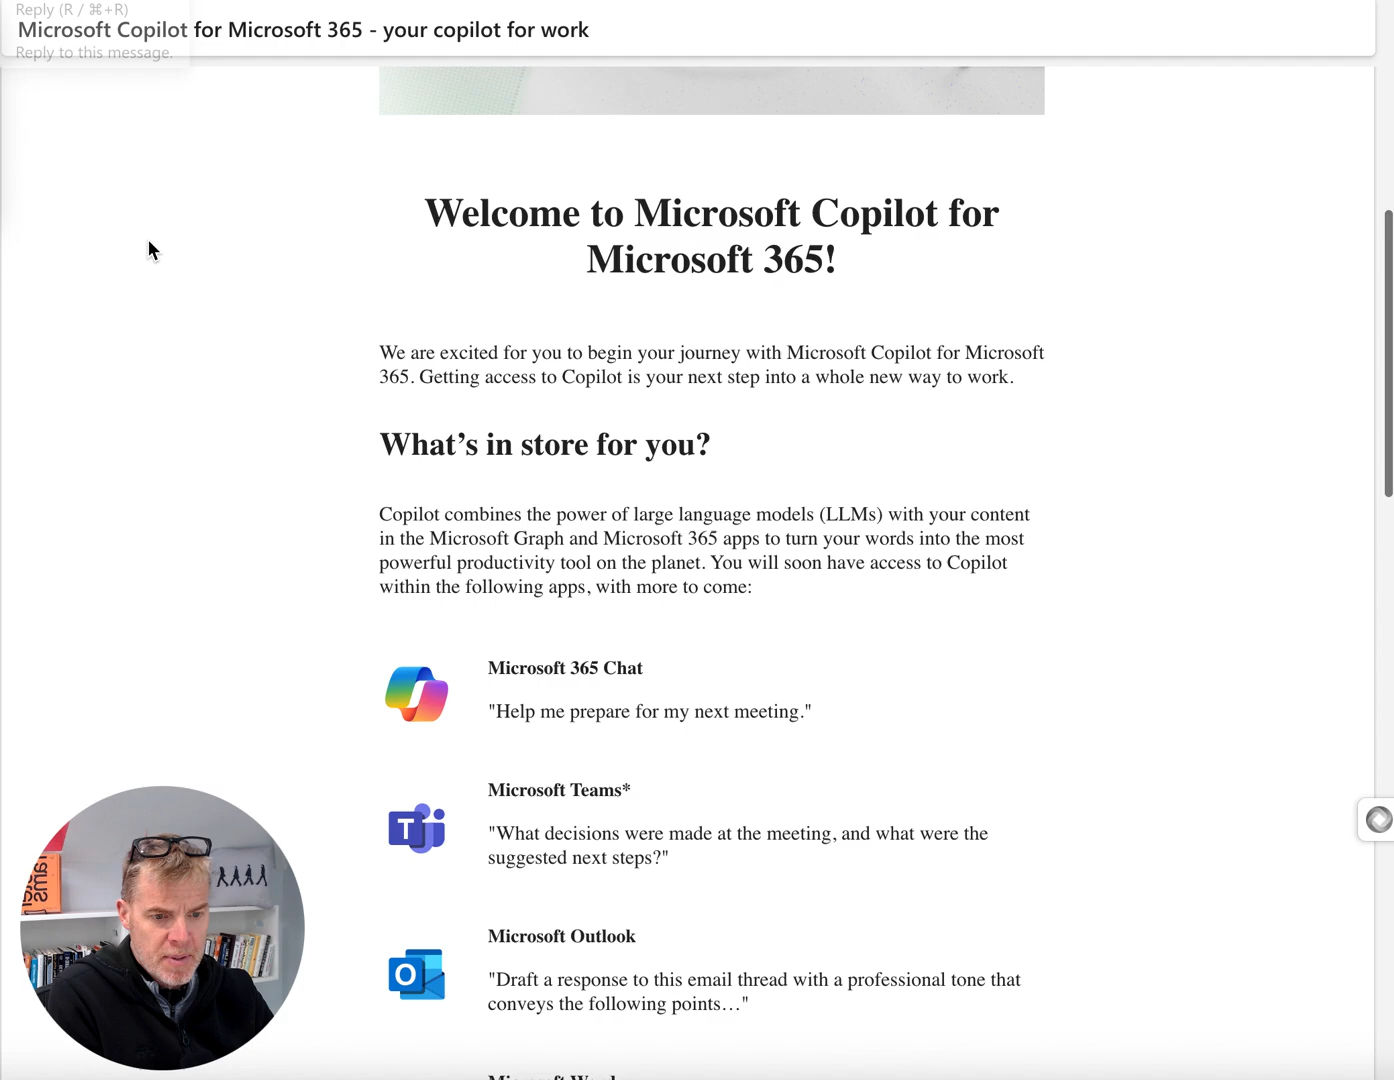 Reply (R / ⌘+R)
Microsoft Copilot for Microsoft 365 - your copilot for work
Reply to this message.
Welcome to Microsoft Copilot for
Microsoft 365!
We are excited for you to begin your journey with Microsoft Copilot for Microsoft
365. Getting access to Copilot is your next step into a whole new way to work.
What’s in store for you?
Copilot combines the power of large language models (LLMs) with your content
in the Microsoft Graph and Microsoft 365 apps to turn your words into the most
powerful productivity tool on the planet. You will soon have access to Copilot
within the following apps, with more to come:
Microsoft 365 Chat
"Help me prepare for my next meeting."
Microsoft Teams*
T
"What decisions were made at the meeting, and what were the
suggested next steps?"
Microsoft Outlook
O
"Draft a response to this email thread with a professional tone that
conveys the following points…"